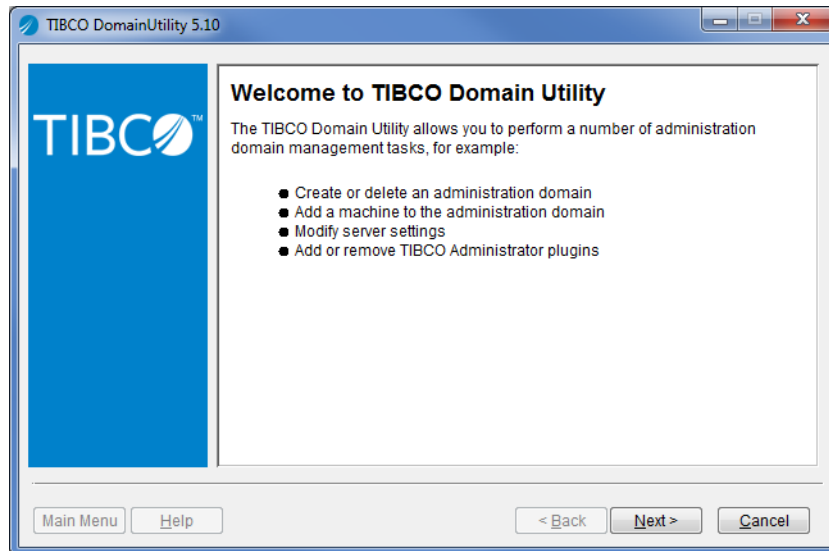 TIBCO DomainUtility 5.10
TIBCO™
Welcome to TIBCO Domain Utility
The TIBCO Domain Utility allows you to perform a number of administration
domain management tasks, for example:
● Create or delete an administration domain
● Add a machine to the administration domain
● Modify server settings
● Add or remove TIBCO Administrator plugins
Main Menu Help < Back Next > Cancel